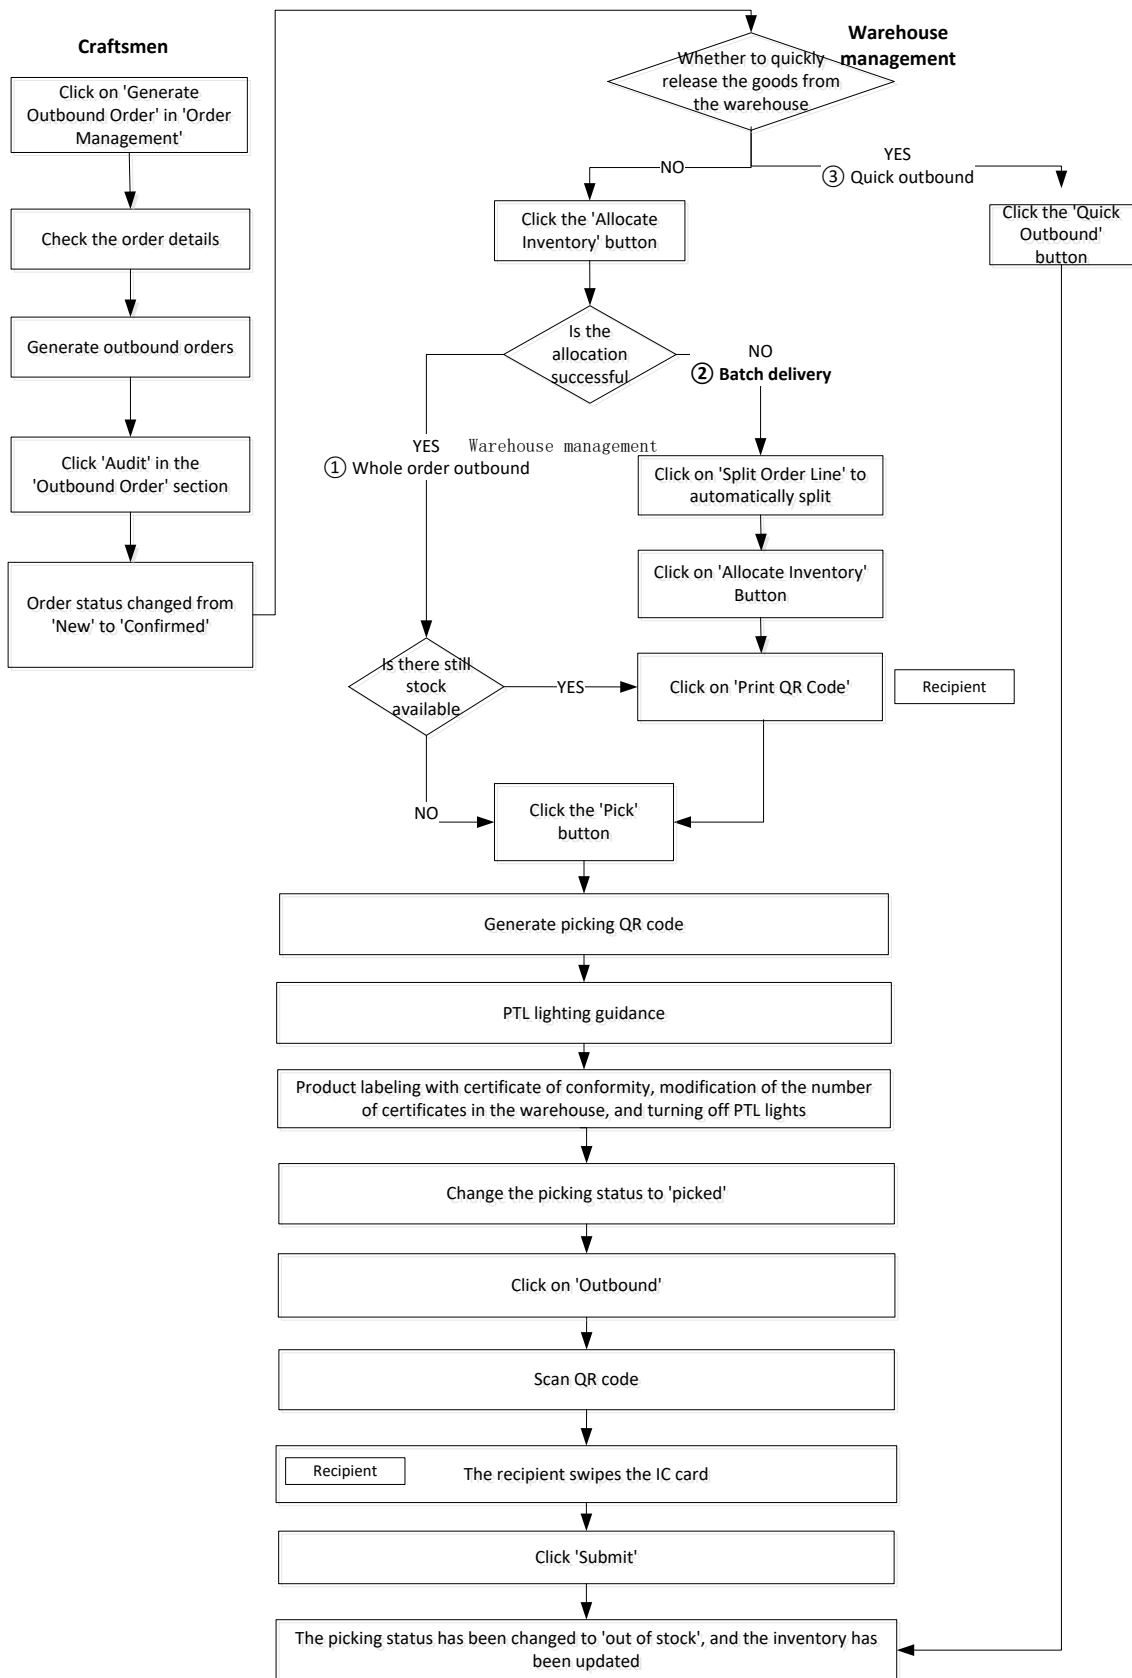 Craftsmen
Click on 'Generate
Outbound Order' in 'Order
Management'
Check the order details
Generate outbound orders
Click 'Audit' in the
'Outbound Order' section
Order status changed from
'New' to 'Confirmed'
Warehouse
management
Whether to quickly
release the goods from
the warehouse
NO
YES
③ Quick outbound
Click the 'Allocate
Inventory' button
Click the 'Quick
Outbound'
button
Is the
allocation
successful
NO
② Batch delivery
YES
Warehouse management
① Whole order outbound
Click on 'Split Order Line' to
automatically split
Click on 'Allocate Inventory'
Button
Is there still
stock
available
YES
Click on 'Print QR Code'
Recipient
NO
Click the 'Pick'
button
Generate picking QR code
PTL lighting guidance
Product labeling with certificate of conformity, modification of the number
of certificates in the warehouse, and turning off PTL lights
Change the picking status to 'picked'
Click on 'Outbound'
Scan QR code
Recipient
The recipient swipes the IC card
Click 'Submit'
The picking status has been changed to 'out of stock', and the inventory has
been updated